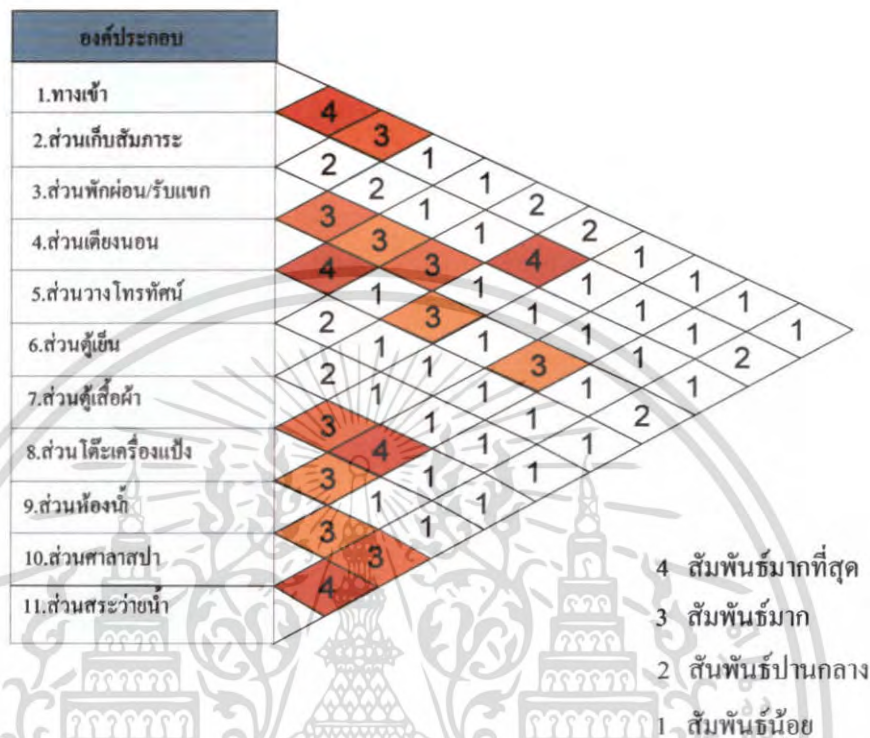 องค์ประกอบ
1.ทางเข้า
4 3 1 1 2 2 1 1 1 1
2.ส่วนเก็บสัมภาระ
2 2 1 1 4 1 1 1 2
3.ส่วนพักผ่อน/รับแขก
3 3 3 1 1 1 1 1
4.ส่วนเตียงนอน
4 1 3 1 3 1 2
5.ส่วนวางโทรทัศน์
2 1 1 1 1 1
6.ส่วนตู้เย็น
2 1 1 1 1
7.ส่วนตู้เสื้อผ้า
3 4 1 1
8.ส่วนโต๊ะเครื่องแป้ง
3 1 1
9.ส่วนห้องน้ำ
3 3
10.ส่วนศาลาสปา
4
11.ส่วนสระว่ายน้ำ
4 สัมพันธ์มากที่สุด
3 สัมพันธ์มาก
2 สันพันธ์ปานกลาง
1 สัมพันธ์น้อย